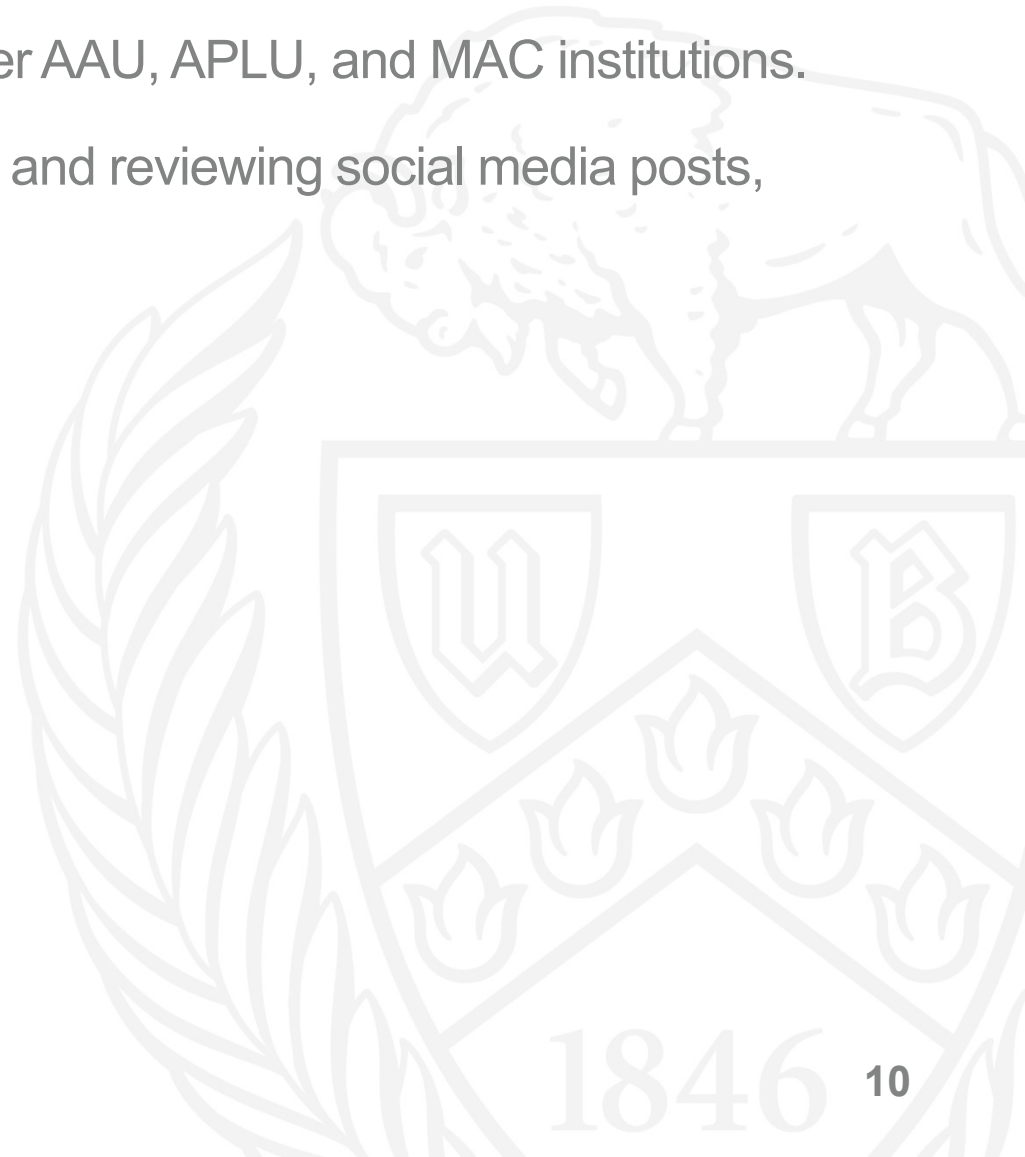 er AAU, APLU, and MAC institutions.
and reviewing social media posts,
U B
1846
10